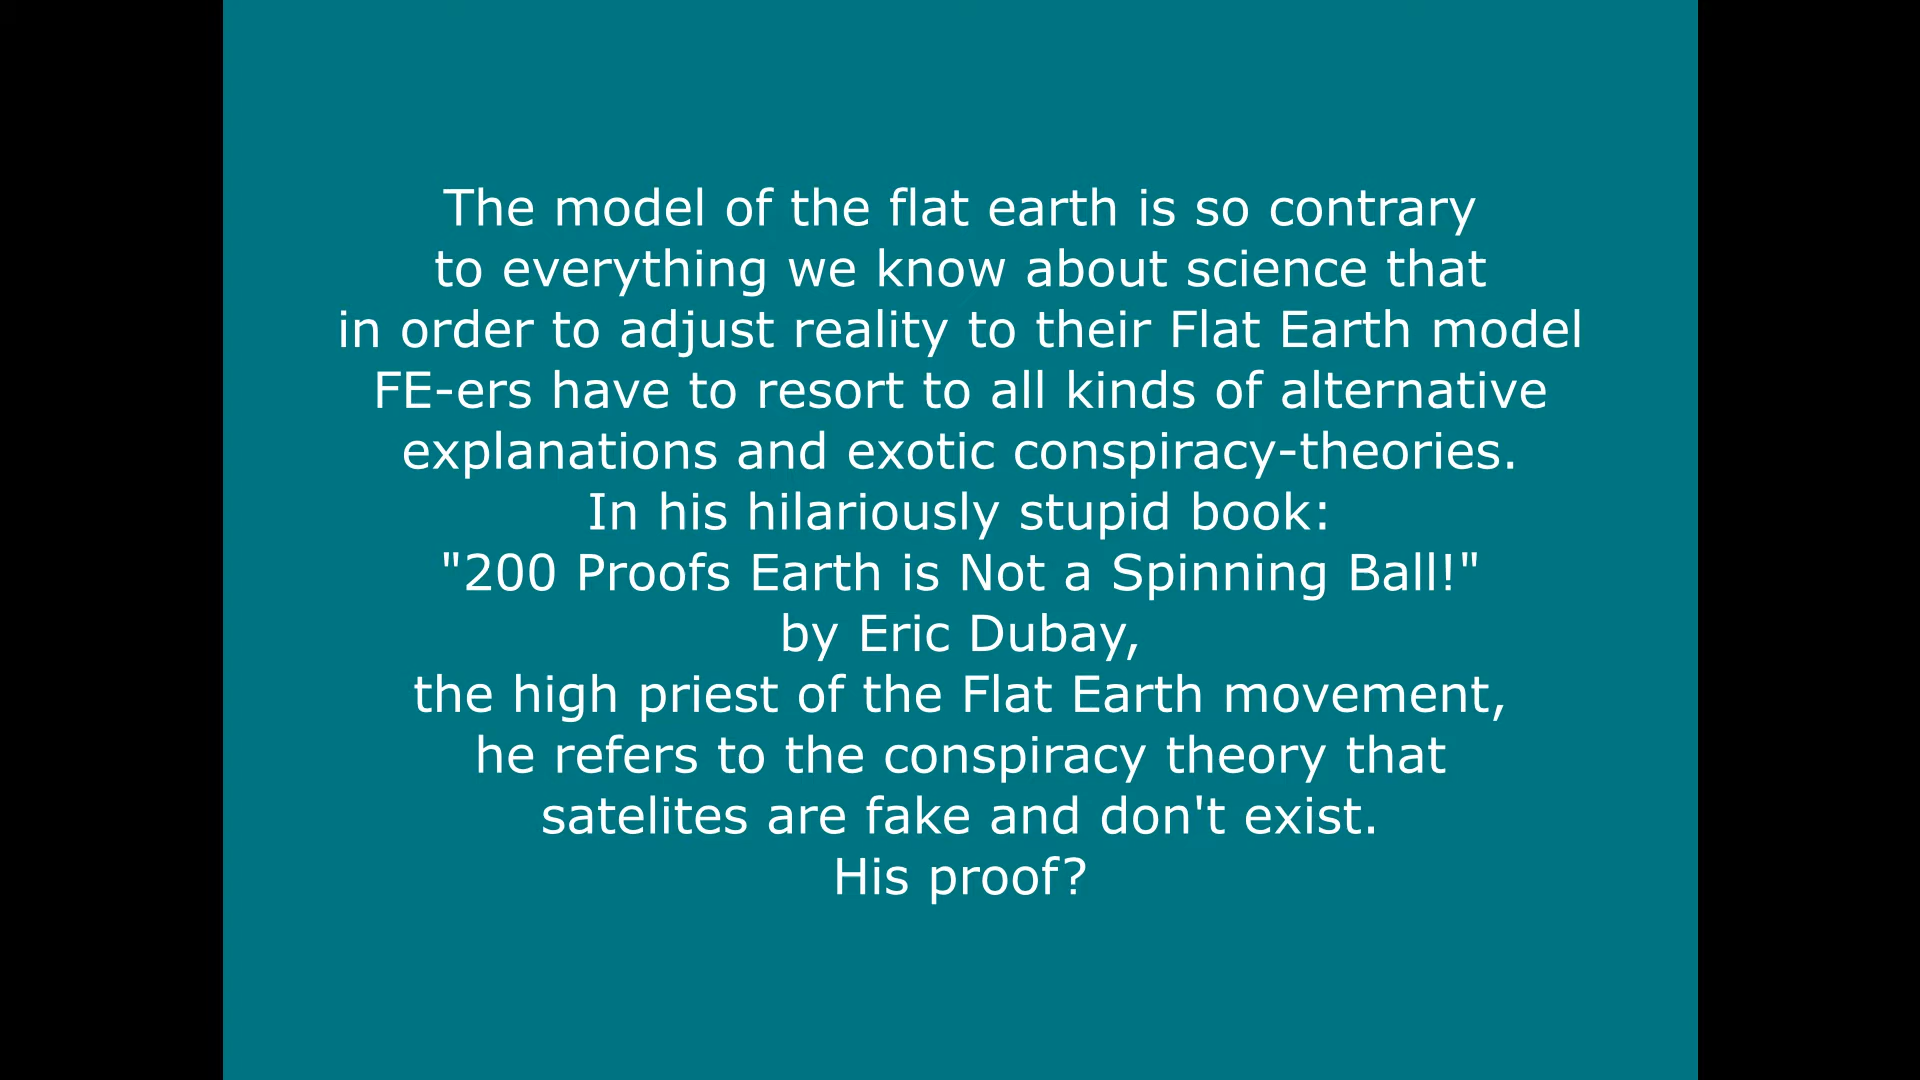 The model of the flat earth is so contrary
to everything we know about science that
in order to adjust reality to their Flat Earth model
FE-ers have to resort to all kinds of alternative
explanations and exotic conspiracy-theories.
In his hilariously stupid book:
"200 Proofs Earth is Not a Spinning Ball!"
by Eric Dubay,
the high priest of the Flat Earth movement,
he refers to the conspiracy theory that
satelites are fake and don't exist.
His proof?